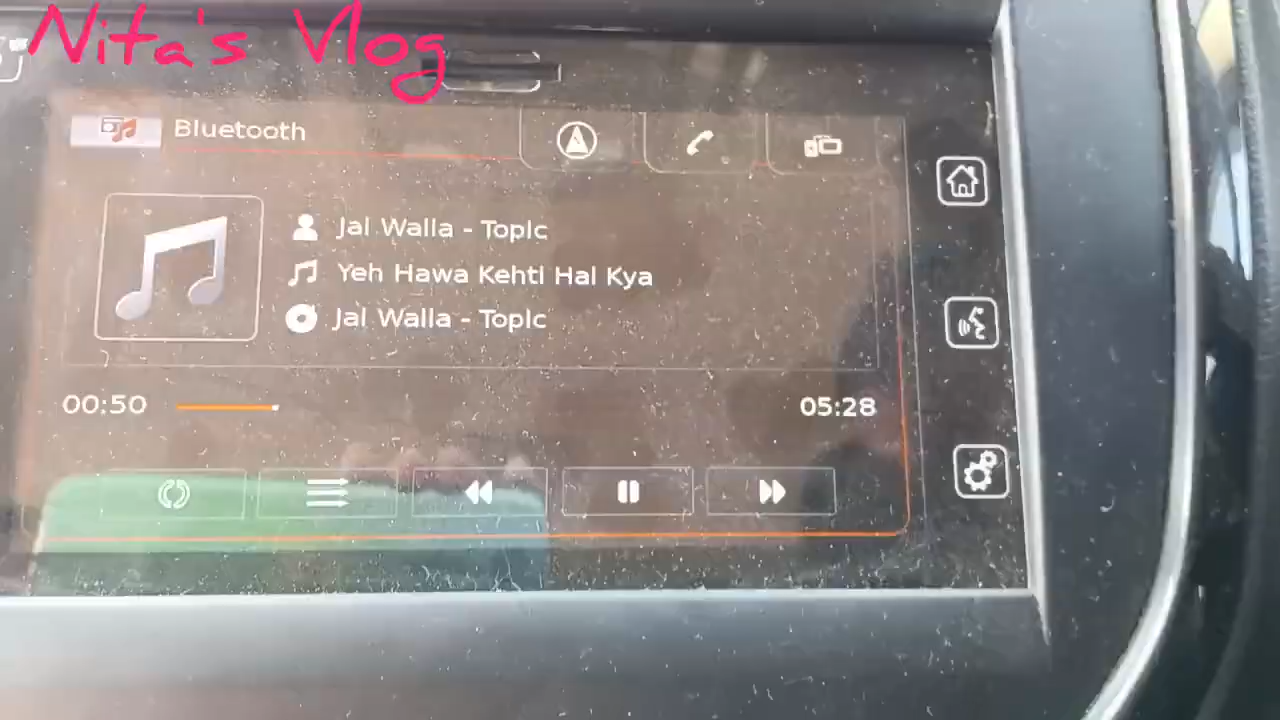 Nita's Vlog
Bluetooth
Jal Walla - Topic
Yeh Hawa Kehti Hai Kya
Jal Walla - Topic
00:50
05:28